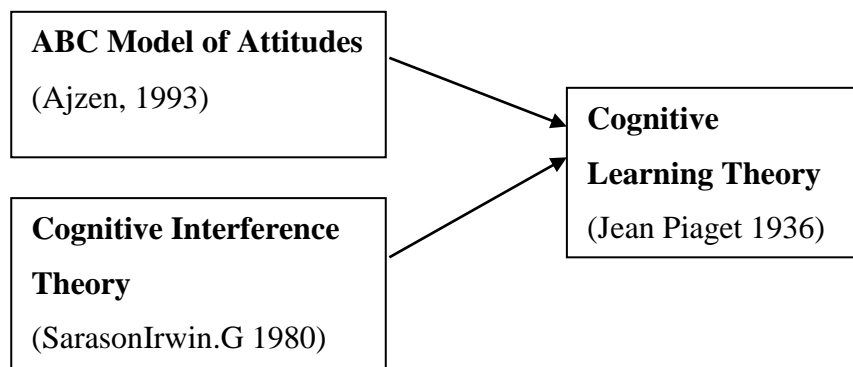 ABC Model of Attitudes
(Ajzen, 1993)
Cognitive Interference
Theory
(SarasonIrwin.G 1980)
Cognitive
Learning Theory
(Jean Piaget 1936)